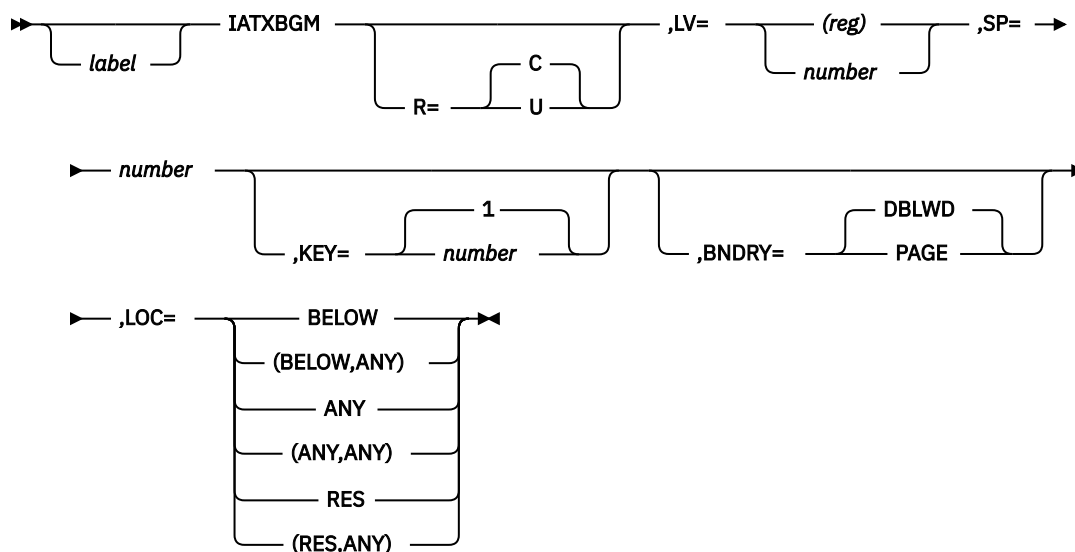 IATXBGM ,LV= (reg) ,SP=
label number
C
R= U
number
1 DBLWD
,KEY= number ,BNDRY= PAGE
,LOC= BELOW
(BELOW,ANY)
ANY
(ANY,ANY)
RES
(RES,ANY)